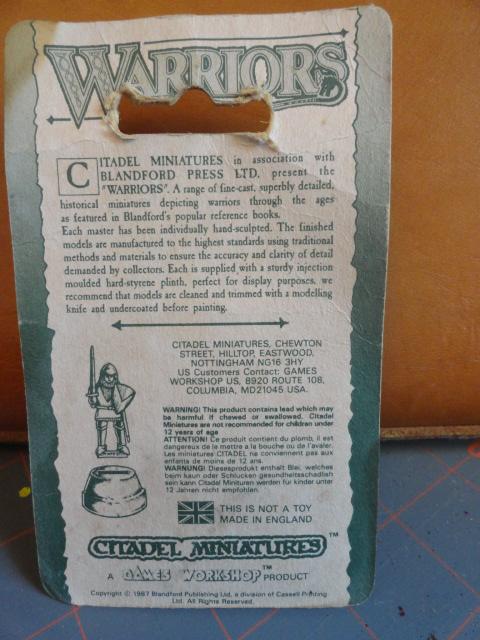 WARRIORS
CITADEL MINIATURES in association with
BLANDFORD PRESS LTD, present the
"WARRIORS". A range of fine-cast, superbly detailed,
historical miniatures depicting warriors through the ages
as featured in Blandford's popular reference books.
Each master has been individually hand-sculpted. The finished
models are manufactured to the highest standards using traditional
methods and materials to ensure the accuracy and clarity of detail
demanded by collectors. Each is supplied with a sturdy injection
moulded hard-styrene plinth, perfect for display purposes, we
recommend that models are cleaned and trimmed with a modelling
knife and undercoated before painting.
CITADEL MINIATURES, CHEWTON
STREET, HILLTOP, EASTWOOD,
NOTTINGHAM NG16 3HY
US Customers Contact: GAMES
WORKSHOP US, 8920 ROUTE 108,
COLUMBIA, MD21045 USA.
WARNING! This product contains lead which may
be harmful if chewed or swallowed. Citadel
Miniatures are not recommended for children under
12 years of age
ATTENTION! Ce produit contient du plomb, il est
dangereux de le mettre a la bouche ou de l'avaler.
Les miniatures CITADEL ne conviennent pas aux
enfants de moins de 12 ans.
WARNUNG! Diesesprodukt enthalt Blei, welches
beim kaun oder Schlucken gesundheitsschadlich
sein kann Citadel Minituren werden für kinder unter
12 Jahren nicht empfohlen.
THIS IS NOT A TOY
MADE IN ENGLAND
CITADEL MINIATURES™
A GAMES WORKSHOP™ PRODUCT
Copyright © 1987 Blandford Publishing Ltd, a division of Cassell Printing
Ltd. All Rights Reserved.